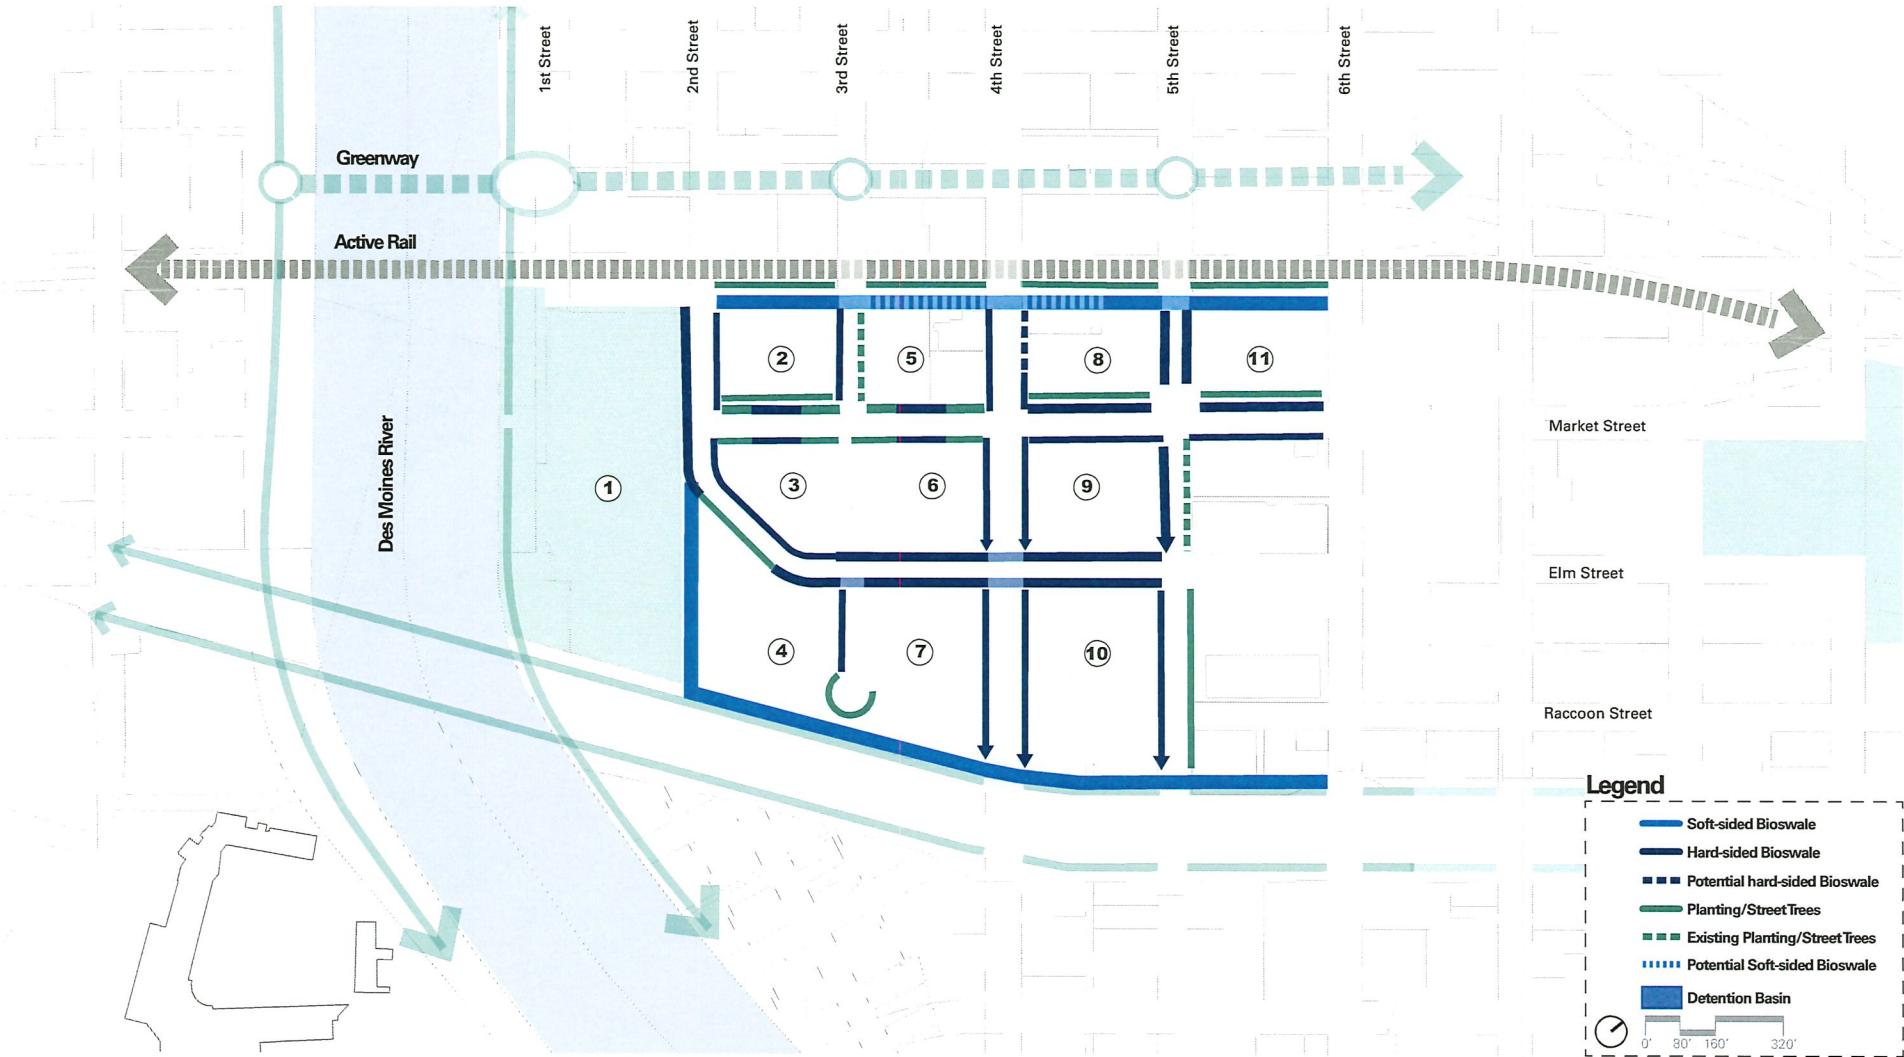 1st Street
2nd Street
3rd Street
4th Street
5th Street
6th Street
Greenway
Active Rail
Des Moines River
2
5
8
11
1
3
6
9
4
7
10
Market Street
Elm Street
Raccoon Street
Legend
Soft-sided Bioswale
Hard-sided Bioswale
Potential hard-sided Bioswale
Planting/Street Trees
Existing Planting/Street Trees
Potential Soft-sided Bioswale
Detention Basin
0' 80' 160' 320'